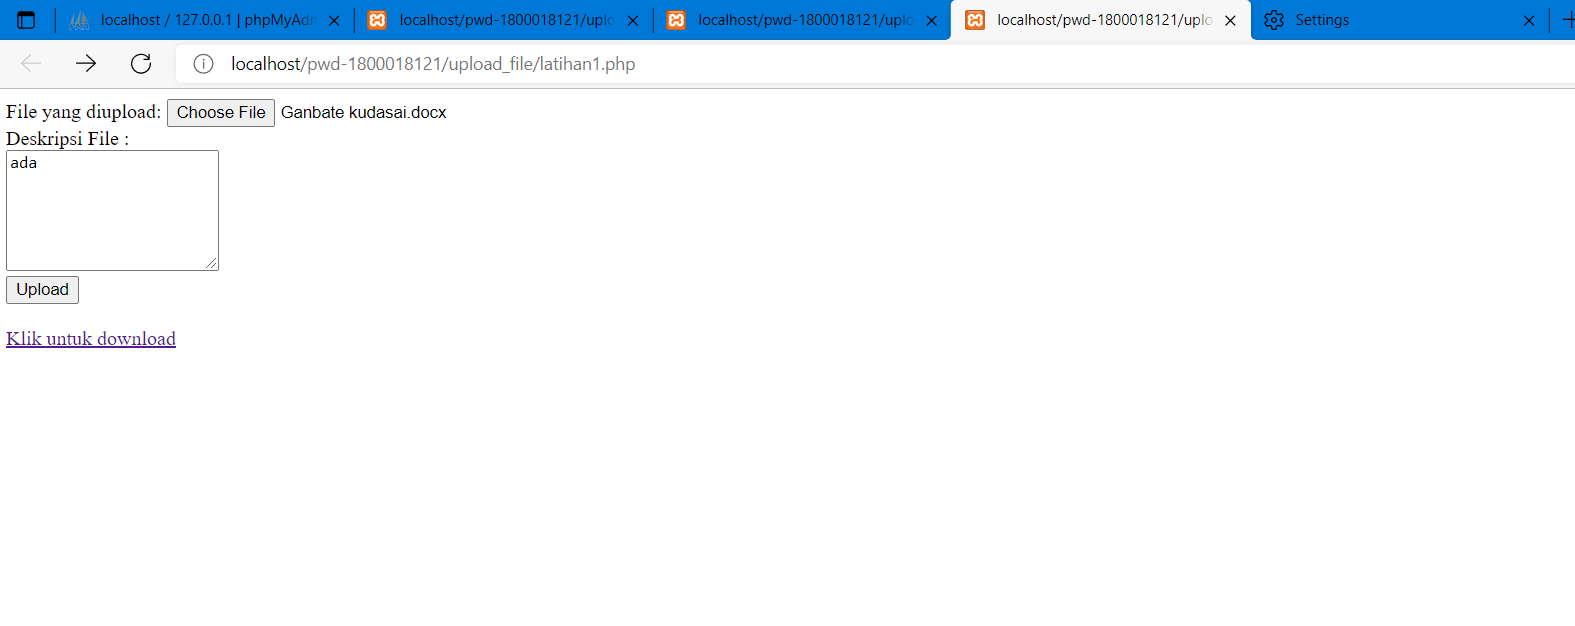 localhost / 127.0.0.1 | phpMyAdn
localhost/pwd-1800018121/uplo
localhost/pwd-1800018121/uplo
localhost/pwd-1800018121/uplo
Settings
localhost/pwd-1800018121/upload_file/latihan1.php
File yang diupload: Choose File Ganbate kudasai.docx
Deskripsi File :
ada
Upload
Klik untuk download